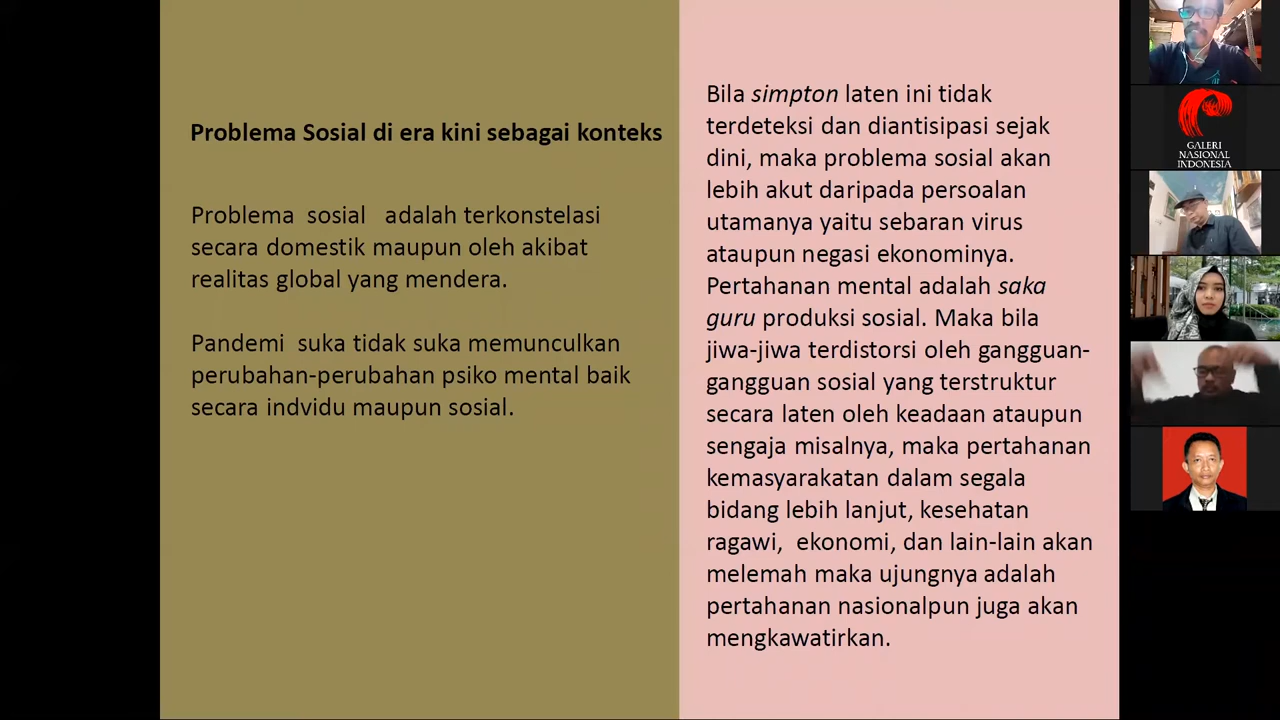 Problema Sosial di era kini sebagai konteks
Problema sosial adalah terkonstelasi
secara domestik maupun oleh akibat
realitas global yang mendera.
Pandemi suka tidak suka memunculkan
perubahan-perubahan psiko mental baik
secara indvidu maupun sosial.
Bila simpton laten ini tidak
terdeteksi dan diantisipasi sejak
dini, maka problema sosial akan
lebih akut daripada persoalan
utamanya yaitu sebaran virus
ataupun negasi ekonominya.
Pertahanan mental adalah saka
guru produksi sosial. Maka bila
jiwa-jiwa terdistorsi oleh gangguan-
gangguan sosial yang terstruktur
secara laten oleh keadaan ataupun
sengaja misalnya, maka pertahanan
kemasyarakatan dalam segala
bidang lebih lanjut, kesehatan
ragawi, ekonomi, dan lain-lain akan
melemah maka ujungnya adalah
pertahanan nasionalpun juga akan
mengkawatirkan.
GALERI
NASIONAL
INDONESIA